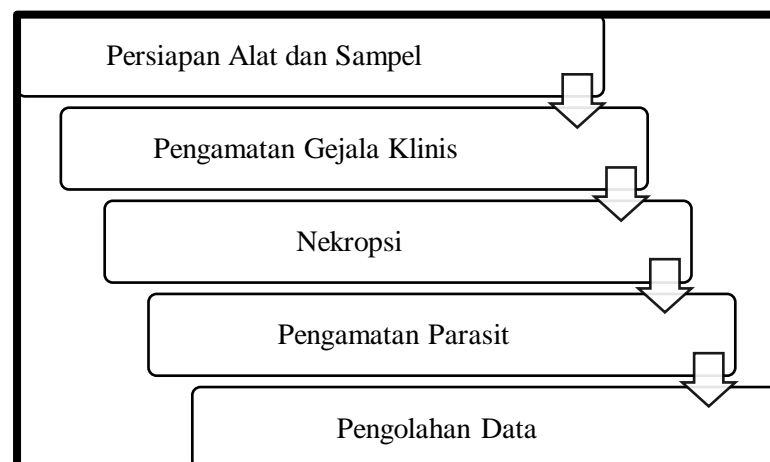 Persiapan Alat dan Sampel
Pengamatan Gejala Klinis
Nekropsi
Pengamatan Parasit
Pengolahan Data